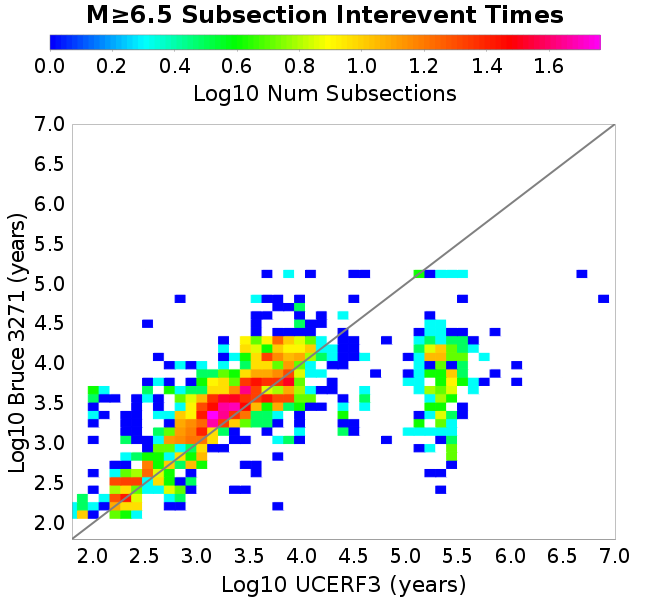 M≥6.5 Subsection Interevent Times
0.0 0.2 0.4 0.6 0.8 1.0 1.2 1.4 1.6
Log10 Num Subsections
7.0
6.5
6.0
5.5
5.0
4.5
4.0
3.5
3.0
2.5
2.0
Log10 Bruce 3271 (years)
2.0 2.5 3.0 3.5 4.0 4.5 5.0 5.5 6.0 6.5 7.0
Log10 UCERF3 (years)